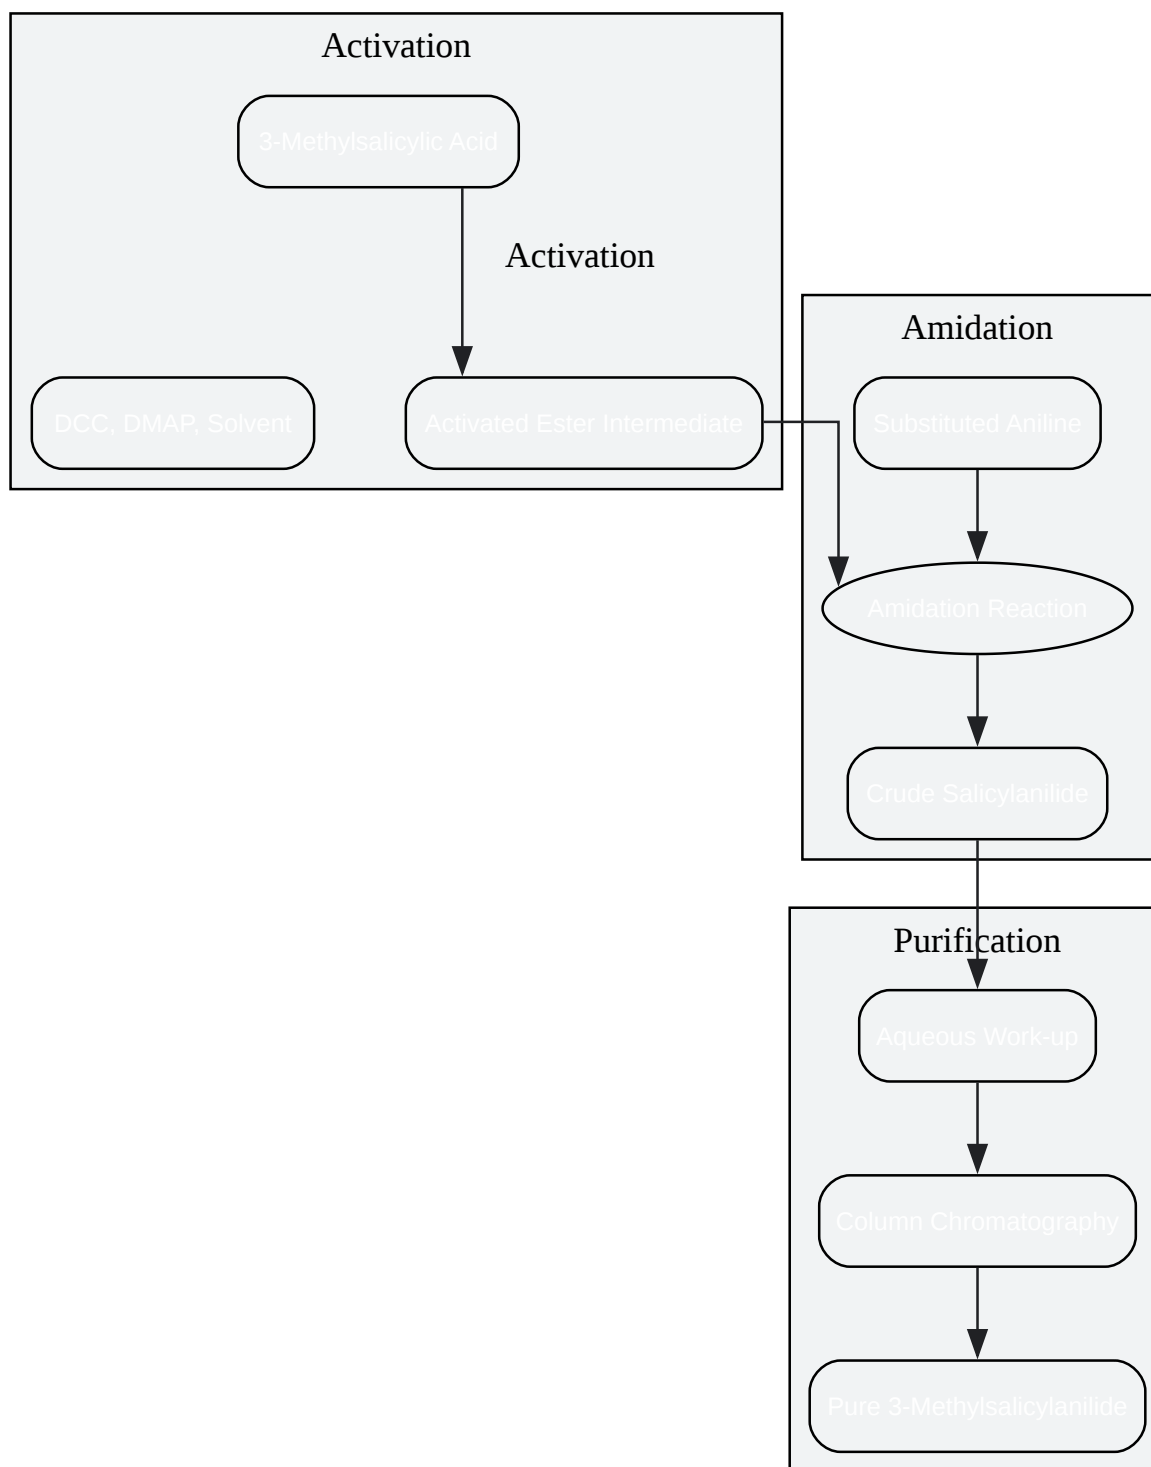 Activation
3-Methylsalicylic Acid
Activation
DCC, DMAP, Solvent
Activated Ester Intermediate
Amidation
Substituted Aniline
Amidation Reaction
Crude Salicylanilide
Purification
Aqueous Work-up
Column Chromatography
Pure 3-Methylsalicylanilide